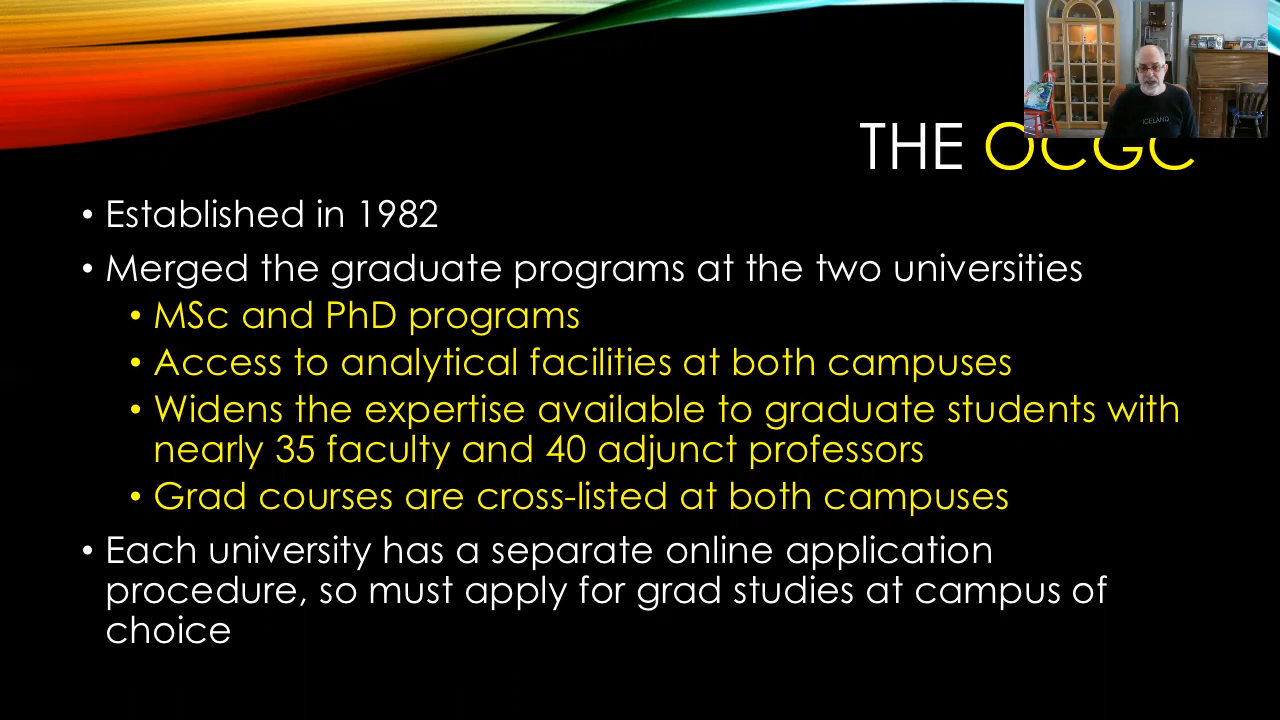 ICELAND
THE OCGC
• Established in 1982
• Merged the graduate programs at the two universities
• MSc and PhD programs
• Access to analytical facilities at both campuses
• Widens the expertise available to graduate students with
nearly 35 faculty and 40 adjunct professors
• Grad courses are cross-listed at both campuses
• Each university has a separate online application
procedure, so must apply for grad studies at campus of
choice